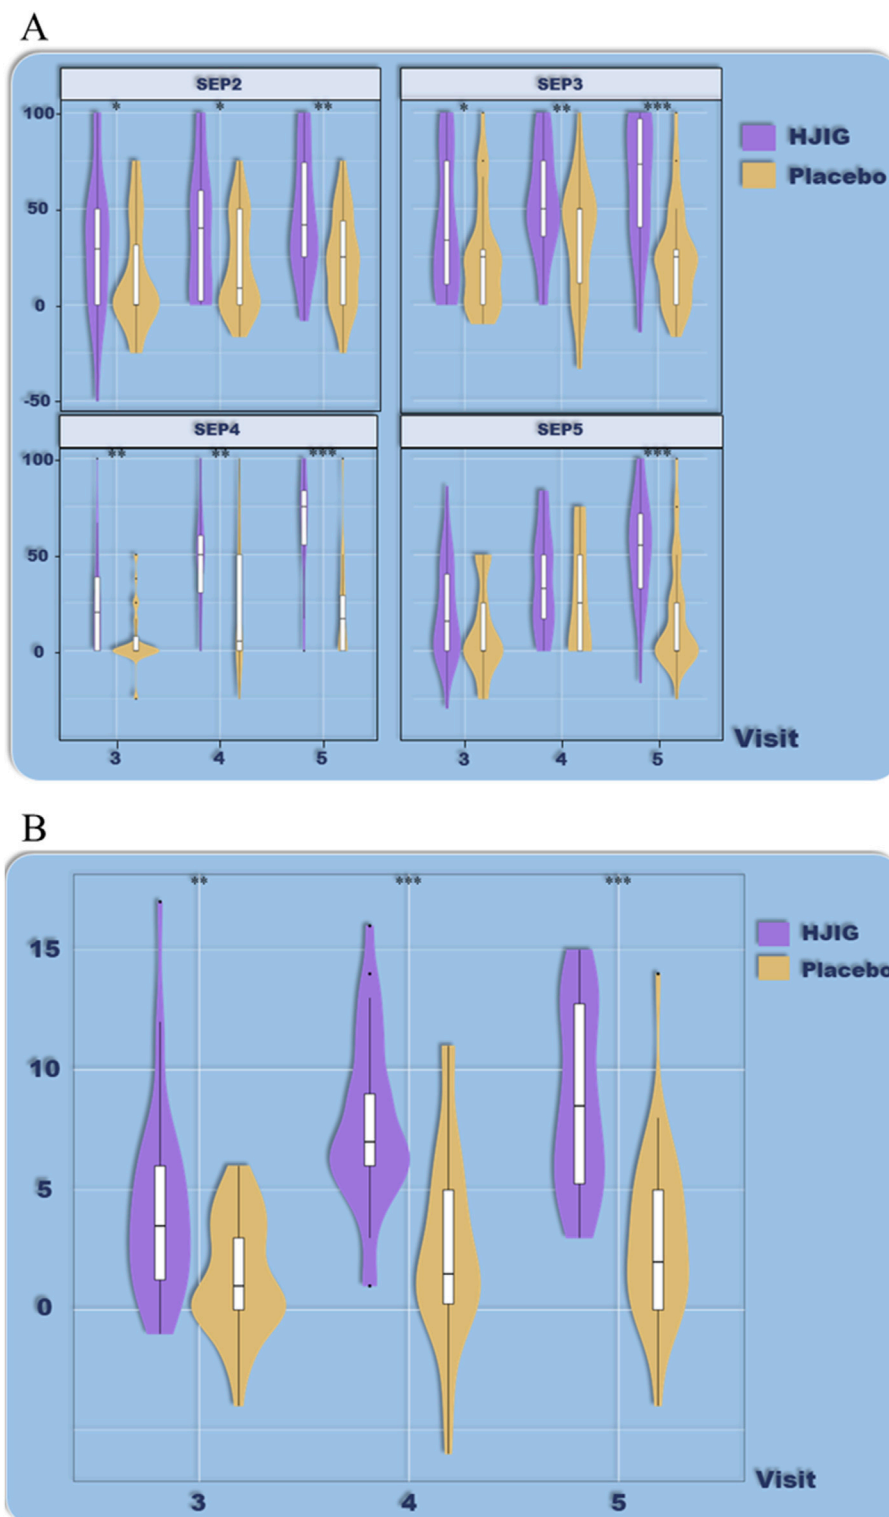 A
SEP2 SEP3
* * ** * ** ***
100
50
0
-50
HJIG
Placebo
SEP4 SEP5
** ** *** ***
100
50
0
3 4 5 3 4 5
Visit
B
** *** ***
15
10
5
0
HJIG
Placebo
3 4 5
Visit